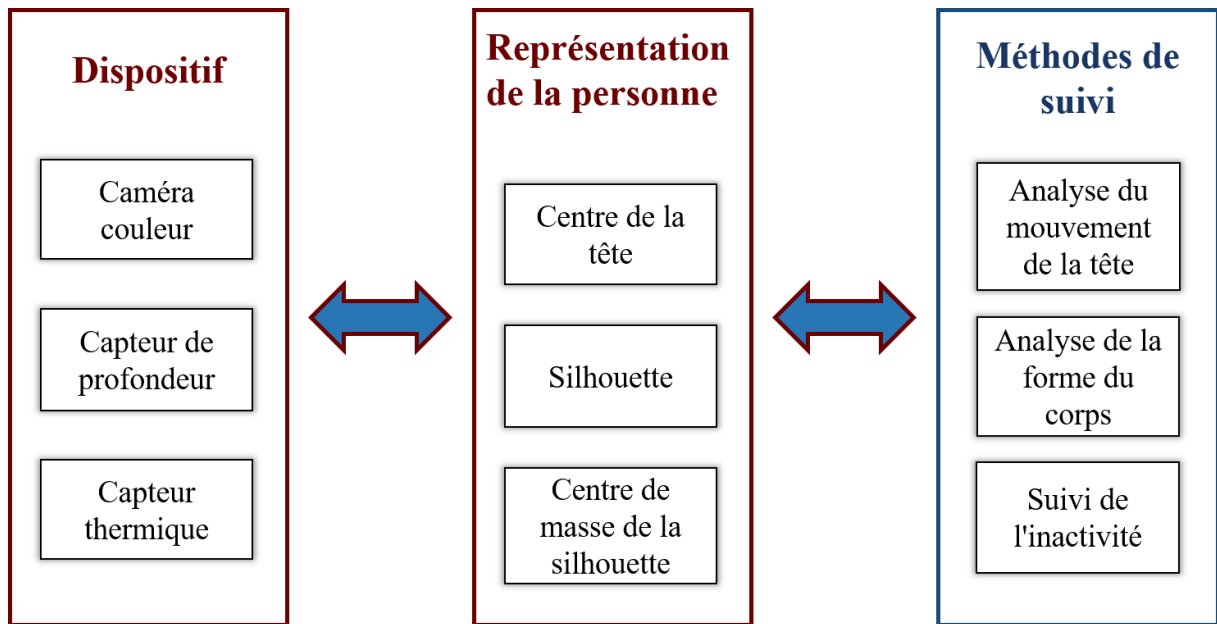 Dispositif
Caméra
couleur
Capteur de
profondeur
Capteur
thermique
Représentation
de la personne
Centre de la
tête
Silhouette
Centre de
masse de la
silhouette
Méthodes de
suivi
Analyse du
mouvement
de la tête
Analyse de la
forme du
corps
Suivi de
l'inactivité